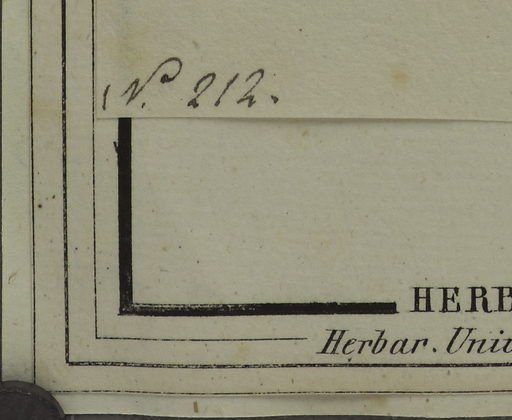 N. 212.
HERB
Herbar. Univ